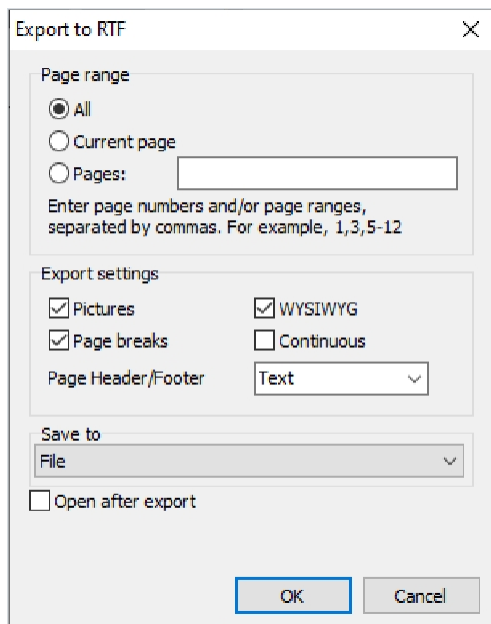 Export to RTF
Page range
All
Current page
Pages:
Enter page numbers and/or page ranges,
separated by commas. For example, 1,3,5-12
Export settings
Pictures WYSIWYG
Page breaks Continuous
Page Header/Footer Text
Save to
File
Open after export
OK Cancel